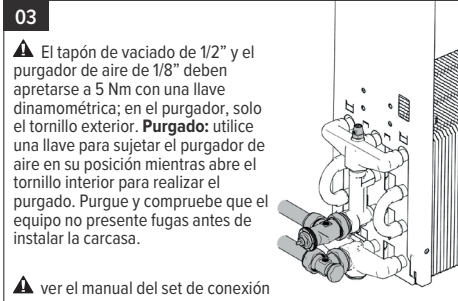 03
⚠ El tapón de vaciado de 1/2” y el
purgador de aire de 1/8” deben
apretarse a 5 Nm con una llave
dinamométrica; en el purgador, solo
el tornillo exterior. Purgado: utilice
una llave para sujetar el purgador de
aire en su posición mientras abre el
tornillo interior para realizar el
purgado. Purgue y compruebe que el
equipo no presente fugas antes de
instalar la carcasa.
⚠ ver el manual del set de conexión